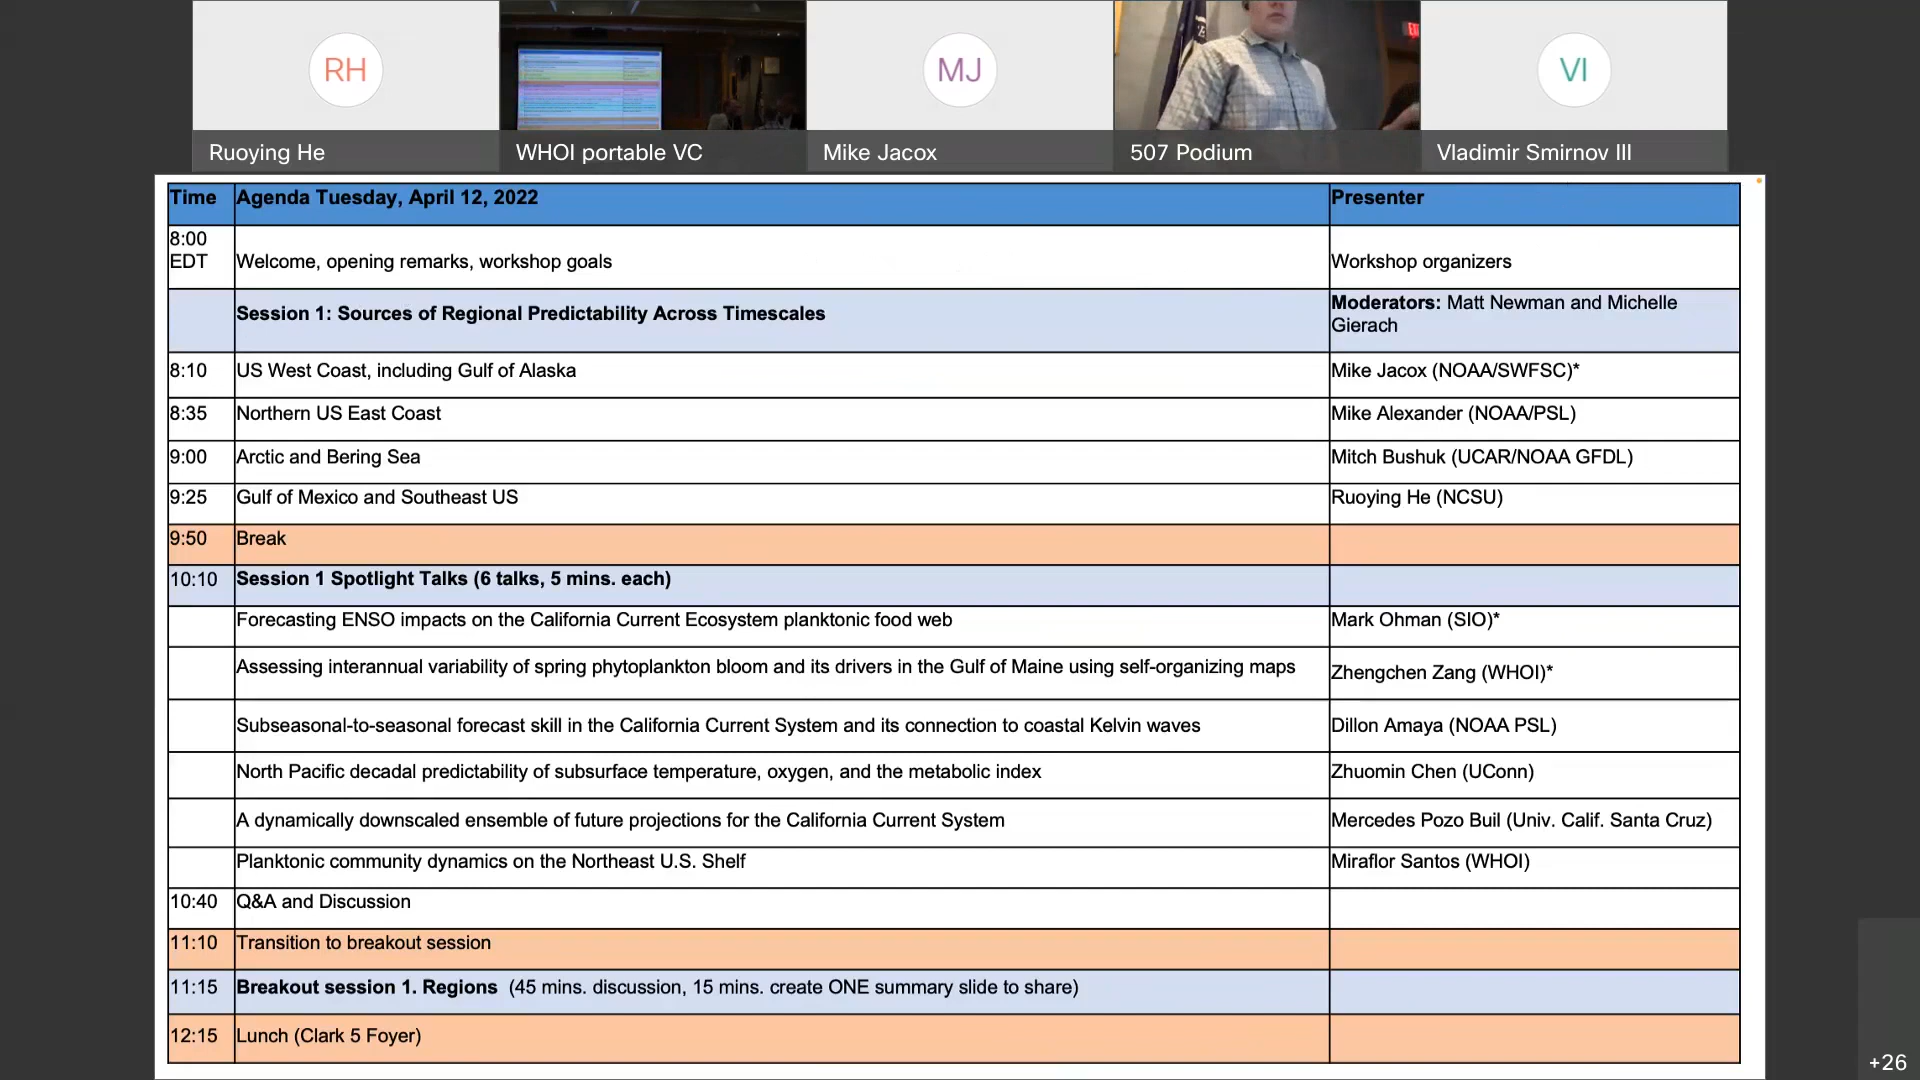 RH
MJ
VI
Ruoying He
WHOI portable VC
Mike Jacox
507 Podium
Vladimir Smirnov III
Time Agenda Tuesday, April 12, 2022 Presenter
8:00
EDT Welcome, opening remarks, workshop goals Workshop organizers
Session 1: Sources of Regional Predictability Across Timescales Moderators: Matt Newman and Michelle
Gierach
8:10 US West Coast, including Gulf of Alaska Mike Jacox (NOAA/SWFSC)*
8:35 Northern US East Coast Mike Alexander (NOAA/PSL)
9:00 Arctic and Bering Sea Mitch Bushuk (UCAR/NOAA GFDL)
9:25 Gulf of Mexico and Southeast US Ruoying He (NCSU)
9:50 Break
10:10 Session 1 Spotlight Talks (6 talks, 5 mins. each)
Forecasting ENSO impacts on the California Current Ecosystem planktonic food web Mark Ohman (SIO)*
Assessing interannual variability of spring phytoplankton bloom and its drivers in the Gulf of Maine using self-organizing maps Zhengchen Zang (WHOI)*
Subseasonal-to-seasonal forecast skill in the California Current System and its connection to coastal Kelvin waves Dillon Amaya (NOAA PSL)
North Pacific decadal predictability of subsurface temperature, oxygen, and the metabolic index Zhuomin Chen (UConn)
A dynamically downscaled ensemble of future projections for the California Current System Mercedes Pozo Buil (Univ. Calif. Santa Cruz)
Planktonic community dynamics on the Northeast U.S. Shelf Miraflor Santos (WHOI)
10:40 Q&A and Discussion
11:10 Transition to breakout session
11:15 Breakout session 1. Regions (45 mins. discussion, 15 mins. create ONE summary slide to share)
12:15 Lunch (Clark 5 Foyer)
+26